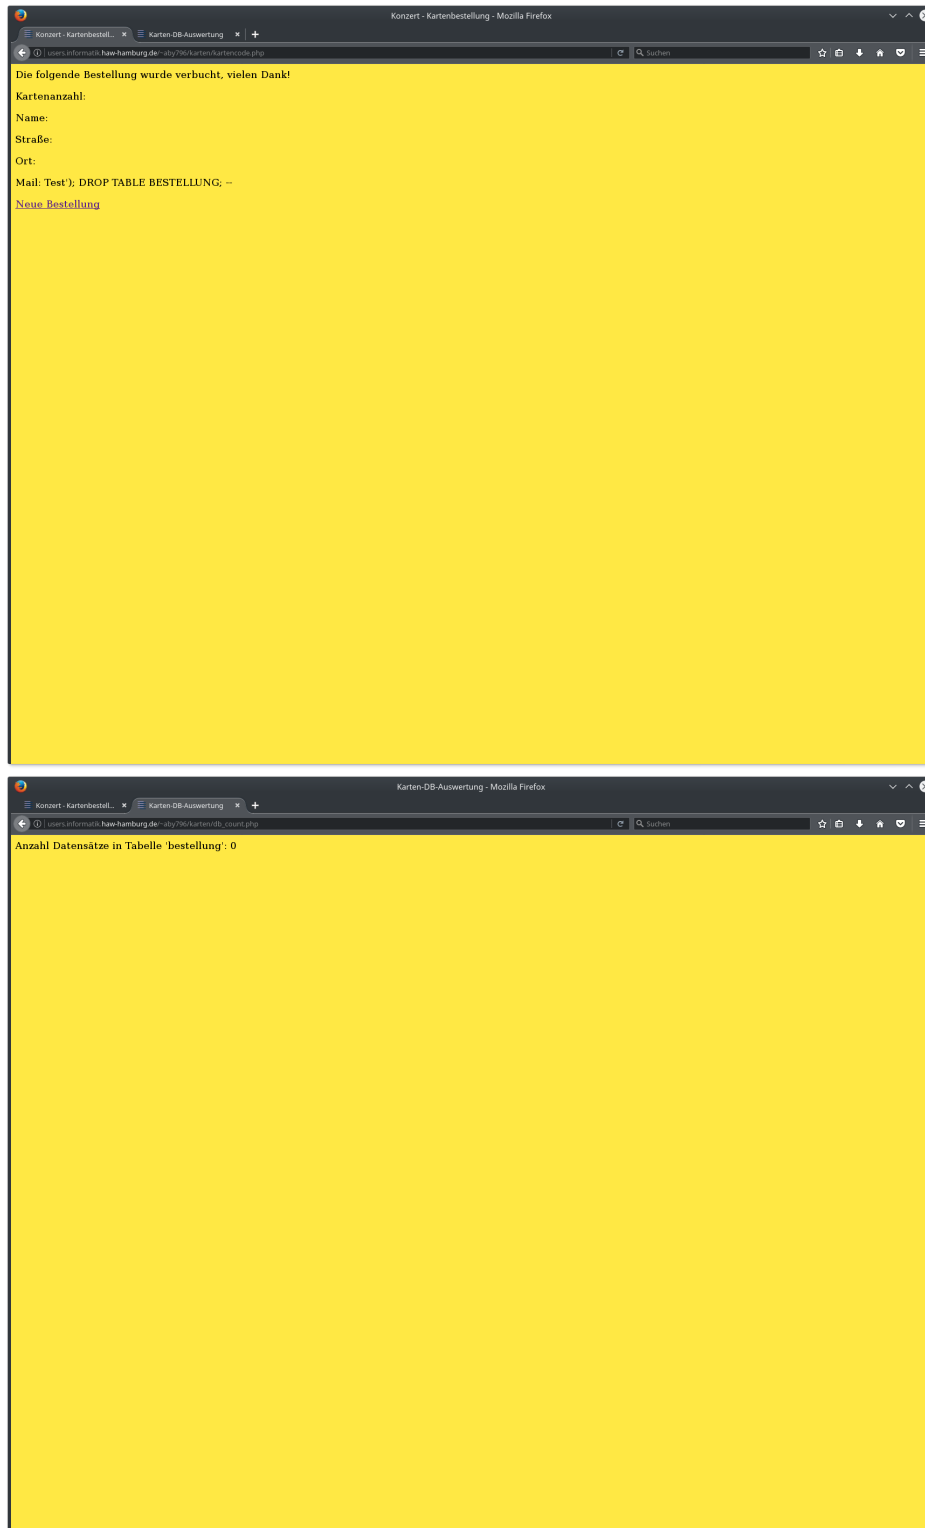 Konzert - Kartenbestellung - Mozilla Firefox
Konzert - Kartenbestell... Karten-DB-Auswertung
users.informatik.haw-hamburg.de/~aby796/karten/kartencode.php Suchen
Die folgende Bestellung wurde verbucht, vielen Dank!
Kartenanzahl:
Name:
Straße:
Ort:
Mail: Test'); DROP TABLE BESTELLUNG; --
Neue Bestellung
Karten-DB-Auswertung - Mozilla Firefox
Konzert - Kartenbestell... Karten-DB-Auswertung
users.informatik.haw-hamburg.de/~aby796/karten/db_count.php Suchen
Anzahl Datensätze in Tabelle 'bestellung': 0